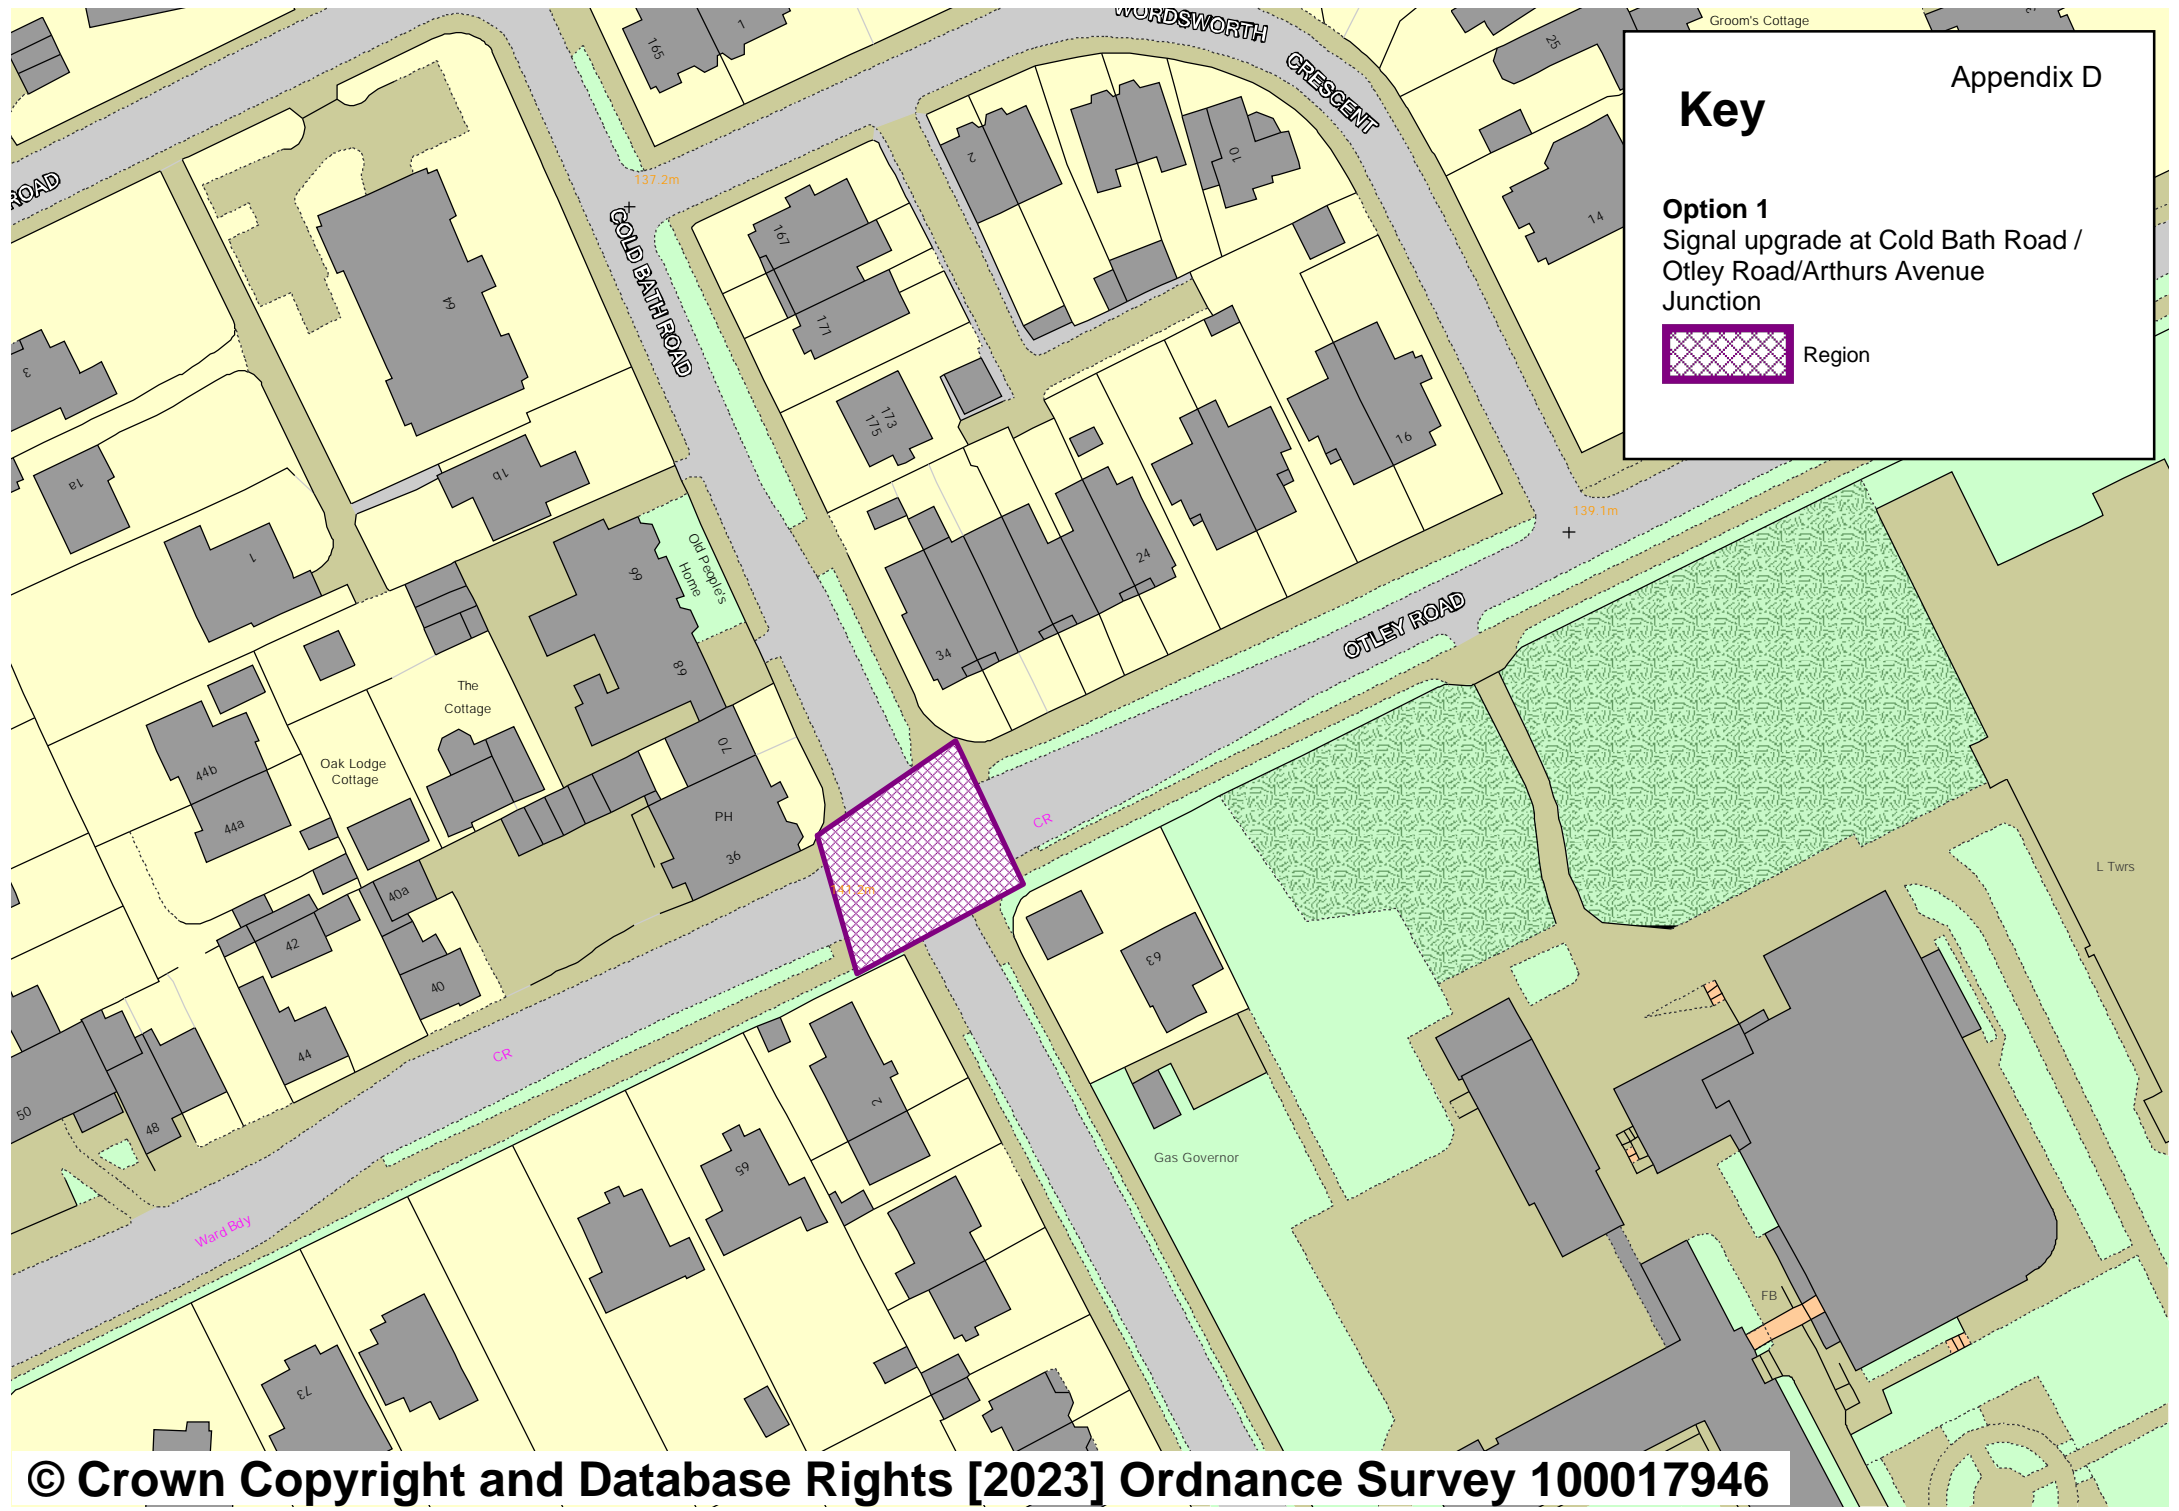 Appendix D
Key
Option 1
Signal upgrade at Cold Bath Road /
Otley Road/Arthurs Avenue
Junction
Region
WORDSWORTH
CRESCENT
Groom's Cottage
ROAD
COLD BATH ROAD
OTLEY ROAD
165
1
25
2
10
14
137.2m
167
171
173
175
64
3
1a
1b
1
16
24
34
139.1m
Old People's
Home
66
68
The
Cottage
Oak Lodge
Cottage
44b
44a
70
PH
36
CR
40a
42
40
44
48
50
CR
Ward Bdy
63
2
65
73
Gas Governor
L Twrs
FB
© Crown Copyright and Database Rights [2023] Ordnance Survey 100017946